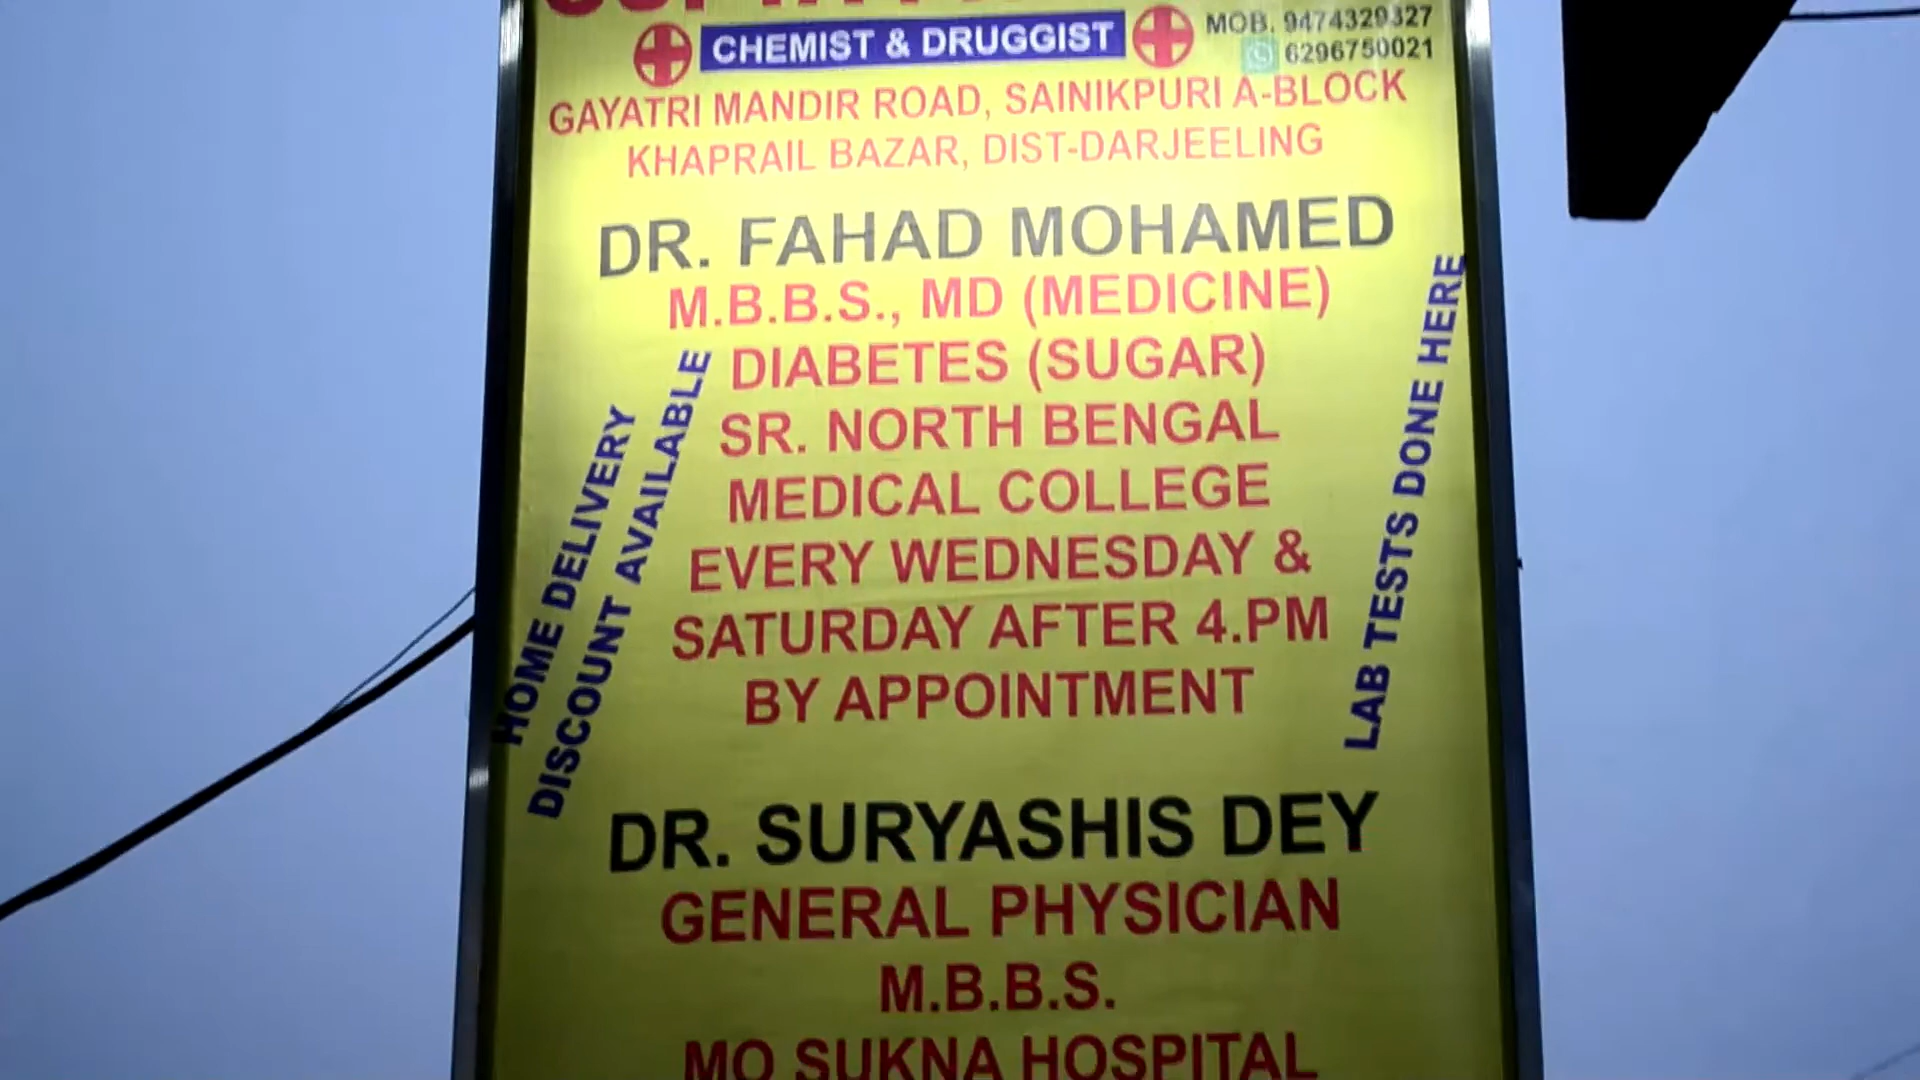 CHEMIST & DRUGGIST
MOB. 9474329327
6296750021
GAYATRI MANDIR ROAD, SAINIKPURI A-BLOCK
KHAPRAIL BAZAR, DIST-DARJEELING
DR. FAHAD MOHAMED
M.B.B.S., MD (MEDICINE)
DIABETES (SUGAR)
SR. NORTH BENGAL
MEDICAL COLLEGE
EVERY WEDNESDAY &
SATURDAY AFTER 4.PM
BY APPOINTMENT
HOME DELIVERY
DISCOUNT AVAILABLE
LAB TESTS DONE HERE
DR. SURYASHIS DEY
GENERAL PHYSICIAN
M.B.B.S.
MO SUKNA HOSPITAL